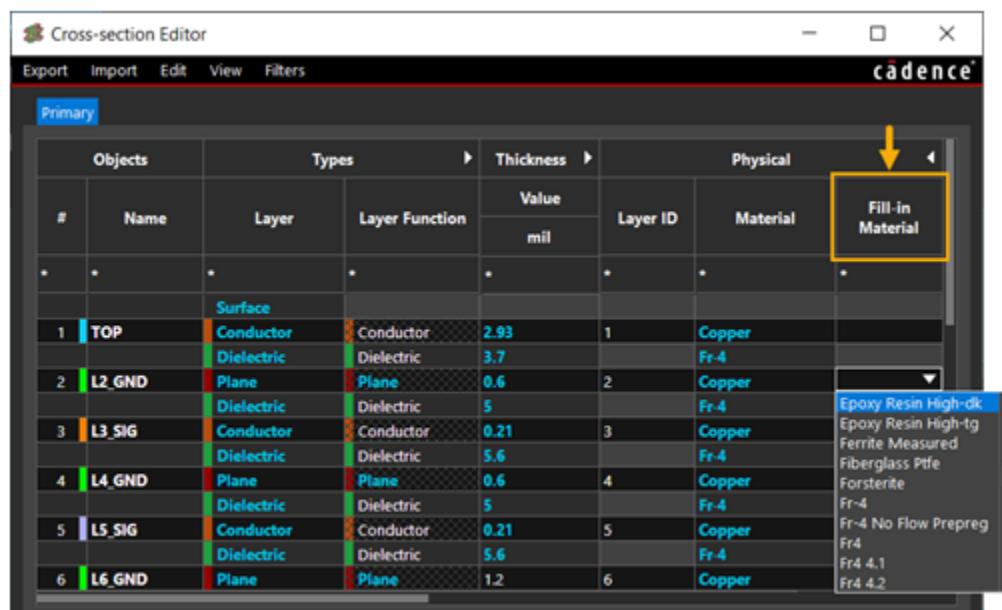 Cross-section Editor
Export Import Edit View Filters cādence
Primary
Objects Types Thickness Physical
# Name Layer Layer Function Value mil Layer ID Material Fill-in Material
* * * * * * * *
Surface
1 TOP Conductor Conductor 2.93 1 Copper
Dielectric Dielectric 3.7 Fr-4
2 L2_GND Plane Plane 0.6 2 Copper
Dielectric Dielectric 5 Fr-4
3 L3_SIG Conductor Conductor 0.21 3 Copper
Dielectric Dielectric 5.6 Fr-4
4 L4_GND Plane Plane 0.6 4 Copper
Dielectric Dielectric 5 Fr-4
5 L5_SIG Conductor Conductor 0.21 5 Copper
Dielectric Dielectric 5.6 Fr-4
6 L6_GND Plane Plane 1.2 6 Copper
Epoxy Resin High-dk
Epoxy Resin High-tg
Ferrite Measured
Fiberglass Ptfe
Forsterite
Fr-4
Fr-4 No Flow Prepreg
Fr4
Fr4 4.1
Fr4 4.2